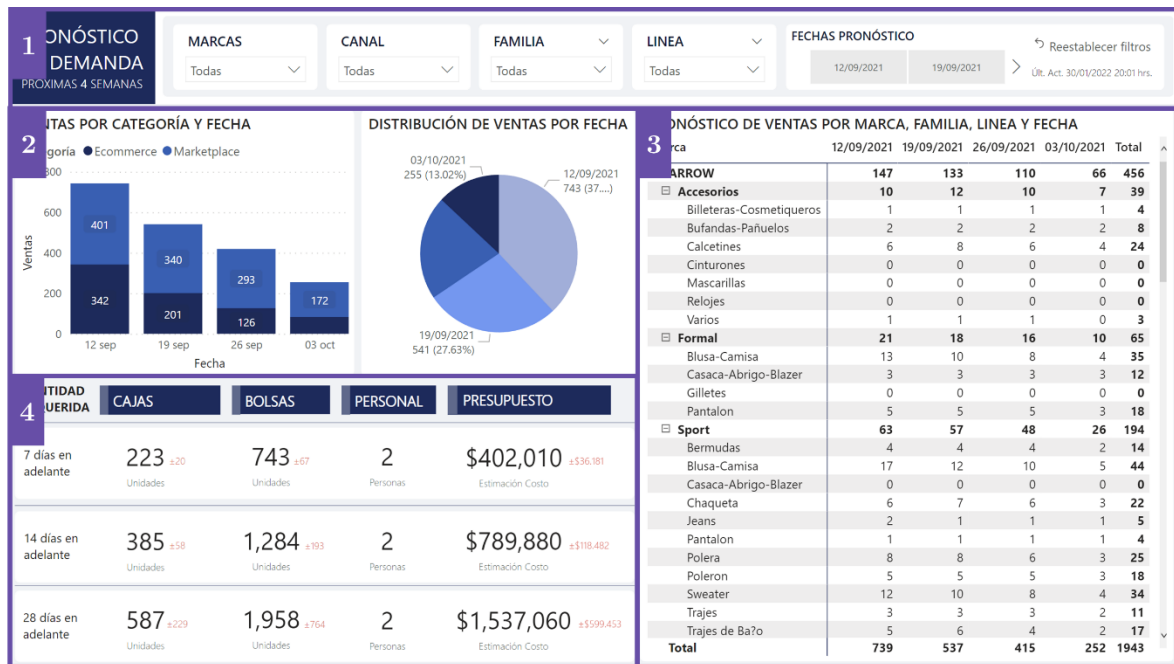 1
ONÓSTICO
DEMANDA
PROXIMAS 4 SEMANAS
MARCAS
Todas
CANAL
Todas
FAMILIA
Todas
LINEA
Todas
FECHAS PRONÓSTICO
12/09/2021 19/09/2021
Reestablecer filtros
Últ. Act. 30/01/2022 20:01 hrs.
2
NTAS POR CATEGORÍA Y FECHA
goría Ecommerce Marketplace
Ventas
800
600
400
200
0
401
342
340
201
293
126
172
12 sep 19 sep 26 sep 03 oct
Fecha
DISTRIBUCIÓN DE VENTAS POR FECHA
03/10/2021
255 (13.02%)
12/09/2021
743 (37....)
19/09/2021
541 (27.63%)
3
ONÓSTICO DE VENTAS POR MARCA, FAMILIA, LINEA Y FECHA
rca 12/09/2021 19/09/2021 26/09/2021 03/10/2021 Total
ARROW 147 133 110 66 456
Accesorios 10 12 10 7 39
Billeteras-Cosmetiqueros 1 1 1 1 4
Bufandas-Pañuelos 2 2 2 2 8
Calcetines 6 8 6 4 24
Cinturones 0 0 0 0 0
Mascarillas 0 0 0 0 0
Relojes 0 0 0 0 0
Varios 1 1 1 0 3
Formal 21 18 16 10 65
Blusa-Camisa 13 10 8 4 35
Casaca-Abrigo-Blazer 3 3 3 3 12
Gilletes 0 0 0 0 0
Pantalon 5 5 5 3 18
Sport 63 57 48 26 194
Bermudas 4 4 4 2 14
Blusa-Camisa 17 12 10 5 44
Casaca-Abrigo-Blazer 0 0 0 0 0
Chaqueta 6 7 6 3 22
Jeans 2 1 1 1 5
Pantalon 1 1 1 1 4
Polera 8 8 6 3 25
Poleron 5 5 5 3 18
Sweater 12 10 8 4 34
Trajes 3 3 3 2 11
Trajes de Ba?o 5 6 4 2 17
Total 739 537 415 252 1943
4
NTIDAD
QUERIDA
CAJAS BOLSAS PERSONAL PRESUPUESTO
7 días en
adelante
223 ±20
Unidades
743 ±67
Unidades
2
Personas
$402,010 ±$36.181
Estimación Costo
14 días en
adelante
385 ±58
Unidades
1,284 ±193
Unidades
2
Personas
$789,880 ±$118.482
Estimación Costo
28 días en
adelante
587 ±229
Unidades
1,958 ±764
Unidades
2
Personas
$1,537,060 ±$599.453
Estimación Costo